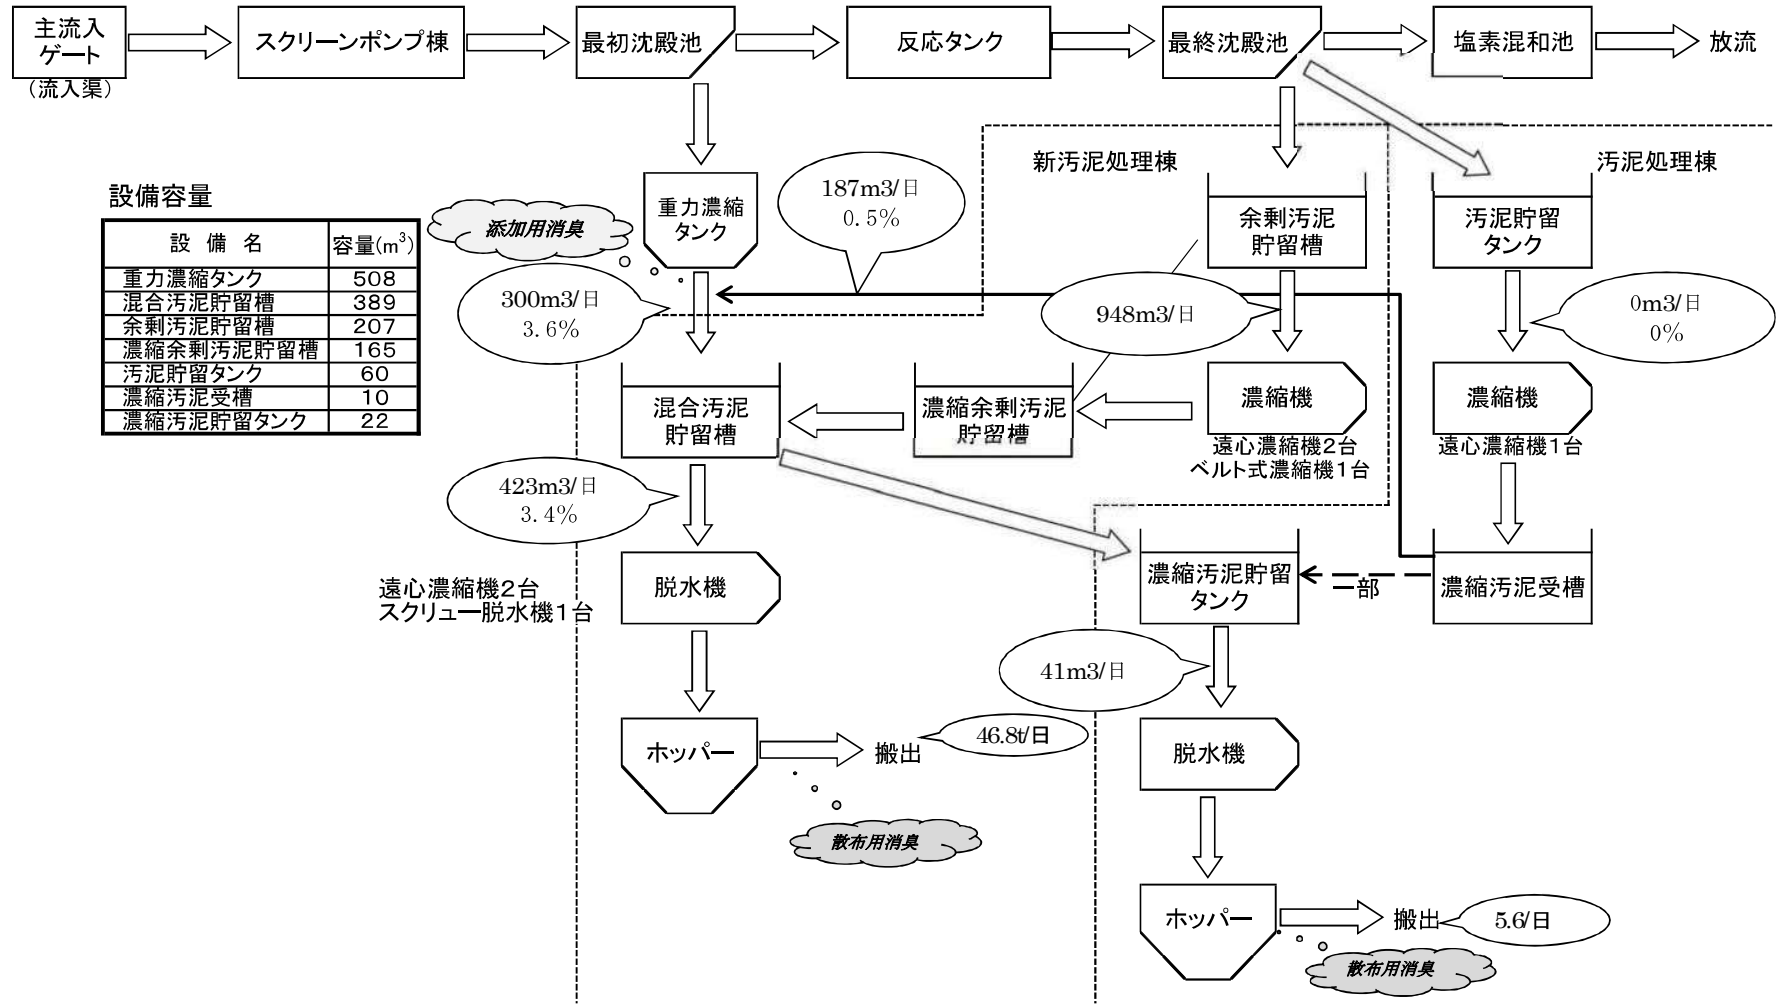 主流入
ゲート
(流入渠)
スクリーンポンプ棟
最初沈殿池
反応タンク
最終沈殿池
塩素混和池
放流
新汚泥処理棟
汚泥処理棟
設備容量
設 備 名
容量(m³)
重力濃縮タンク
508
混合汚泥貯留槽
389
余剰汚泥貯留槽
207
濃縮余剰汚泥貯留槽
165
汚泥貯留タンク
60
濃縮汚泥受槽
10
濃縮汚泥貯留タンク
22
添加用消臭
重力濃縮
タンク
187m3/日
0.5%
余剰汚泥
貯留槽
汚泥貯留
タンク
300m3/日
3.6%
948m3/日
0m3/日
0%
混合汚泥
貯留槽
濃縮余剰汚泥
貯留槽
濃縮機
遠心濃縮機2台
ベルト式濃縮機1台
濃縮機
遠心濃縮機1台
423m3/日
3.4%
遠心濃縮機2台
スクリュー脱水機1台
脱水機
濃縮汚泥貯留
タンク
一部
濃縮汚泥受槽
41m3/日
ホッパー
搬出
46.8t/日
脱水機
散布用消臭
ホッパー
搬出
5.6/日
散布用消臭